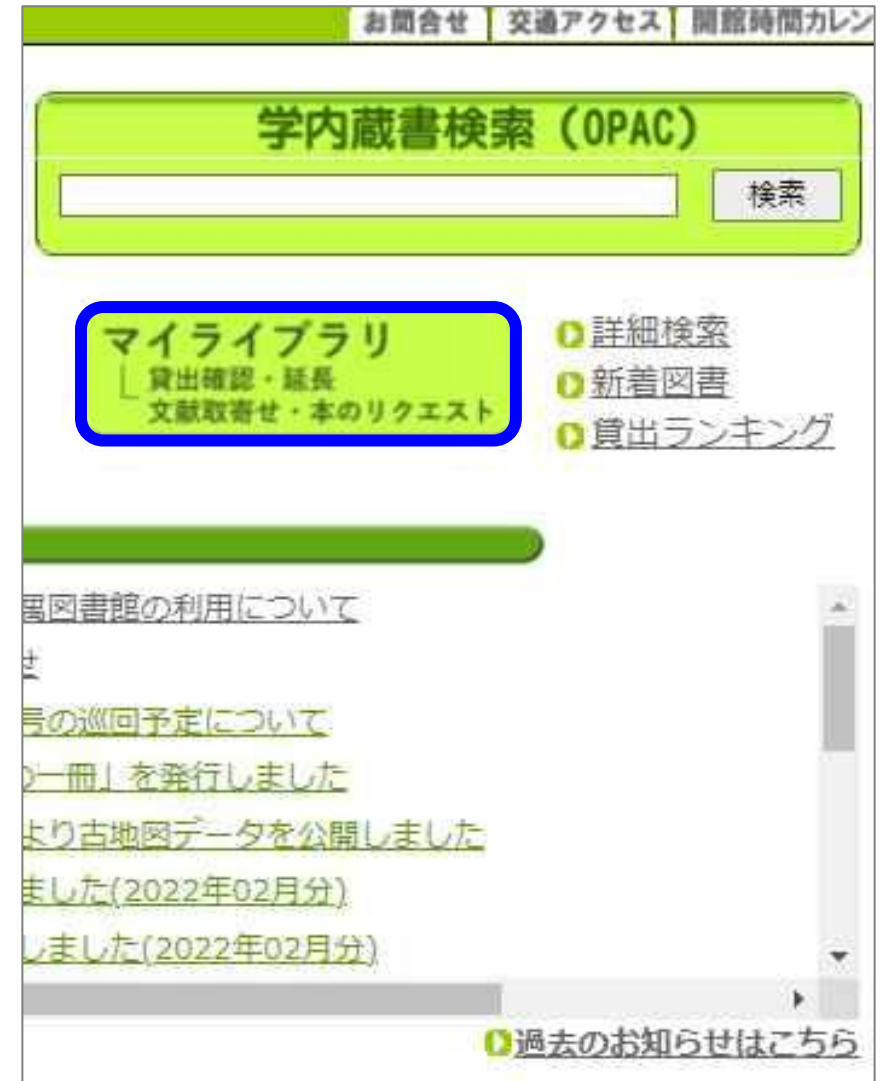 お問合せ 交通アクセス 開館時間カレン
学内蔵書検索（OPAC）
検索
マイライブラリ
貸出確認・延長
文献取寄せ・本のリクエスト
詳細検索
新着図書
貸出ランキング
属図書館の利用について
せ
号の巡回予定について
の一冊」を発行しました
より古地図データを公開しました
ました(2022年02月分)
しました(2022年02月分)
過去のお知らせはこちら